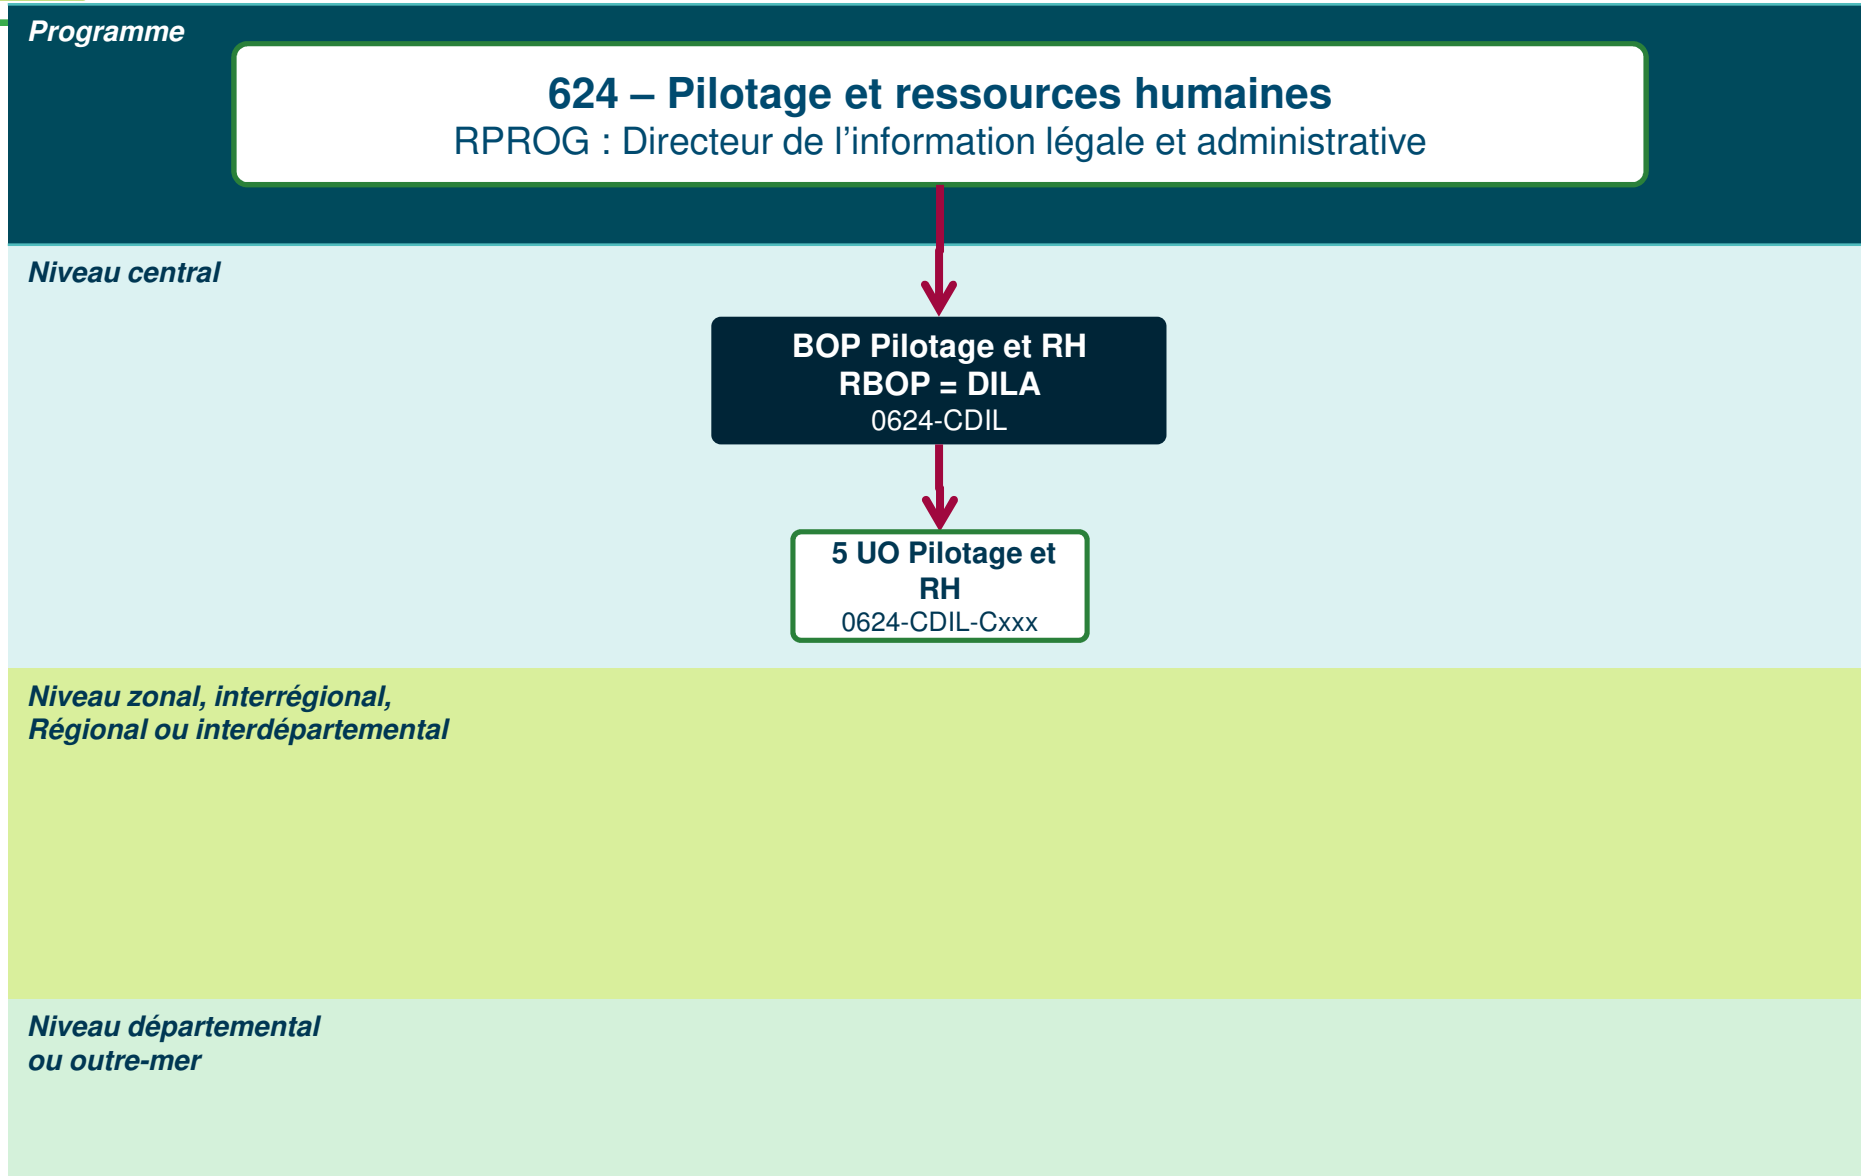 Programme
624 – Pilotage et ressources humaines
RPROG : Directeur de l’information légale et administrative
Niveau central
BOP Pilotage et RH
RBOP = DILA
0624-CDIL
5 UO Pilotage et
RH
0624-CDIL-Cxxx
Niveau zonal, interrégional,
Régional ou interdépartemental
Niveau départemental
ou outre-mer